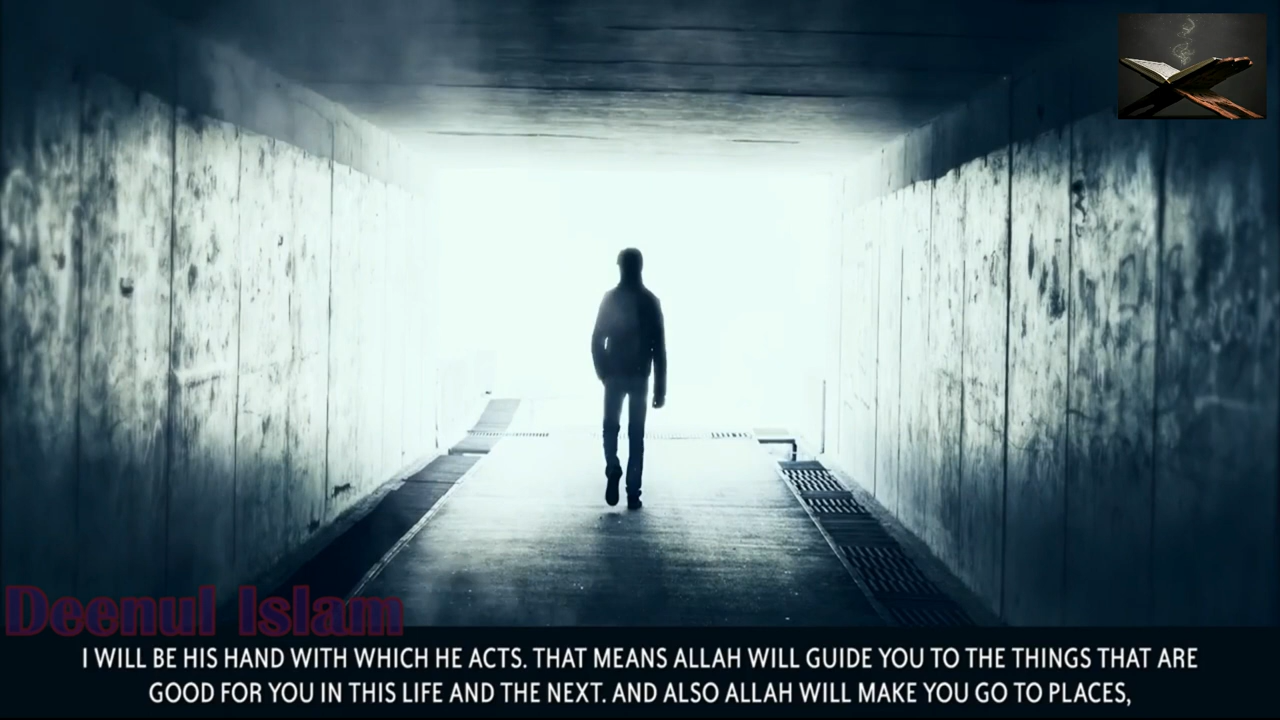 Deenul Islam
I WILL BE HIS HAND WITH WHICH HE ACTS. THAT MEANS ALLAH WILL GUIDE YOU TO THE THINGS THAT ARE
GOOD FOR YOU IN THIS LIFE AND THE NEXT. AND ALSO ALLAH WILL MAKE YOU GO TO PLACES,